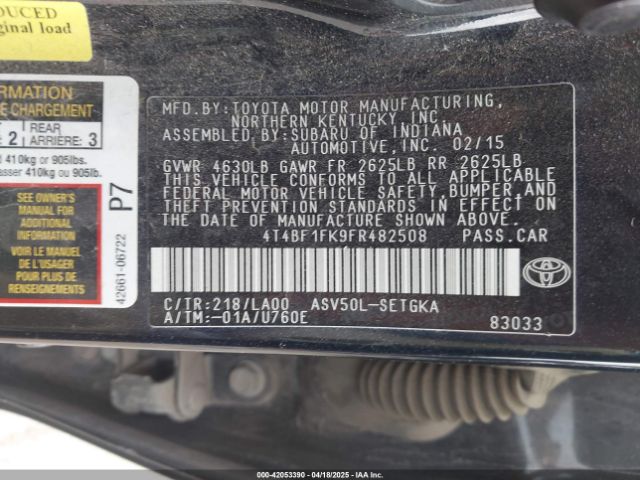 DUCED
ginal load
RMATION
E CHARGEMENT
2 REAR ARRIÈRE: 3
d 410kg or 905lbs.
asser 410 kg ou 905lb.
SEE OWNER'S
MANUAL FOR
ADDITIONAL
INFORMATION
VOIR LE MANUEL
DE L'USAGER
POUR PLUS DE
RENSEIGNEMENTS
P7
42661-06722
MFD.BY:TOYOTA MOTOR MANUFACTURING,
NORTHERN KENTUCKY,INC.
ASSEMBLED.BY:SUBARU OF INDIANA
AUTOMOTIVE,INC. 02/15
GVWR 4630LB GAWR FR 2625LB RR 2625LB
THIS VEHICLE CONFORMS TO ALL APPLICABLE
FEDERAL MOTOR VEHICLE SAFETY,BUMPER,AND
THEFT PREVENTION STANDARDS IN EFFECT ON
THE DATE OF MANUFACTURE SHOWN ABOVE.
4T4BF1FK9FR482508 PASS.CAR
C/TR:218/LA00 ASV50L-SETGKA
A/TM:-01A/U760E 83033
TOYOTA
000-42053390 - 04/18/2025 - IAAI.COM